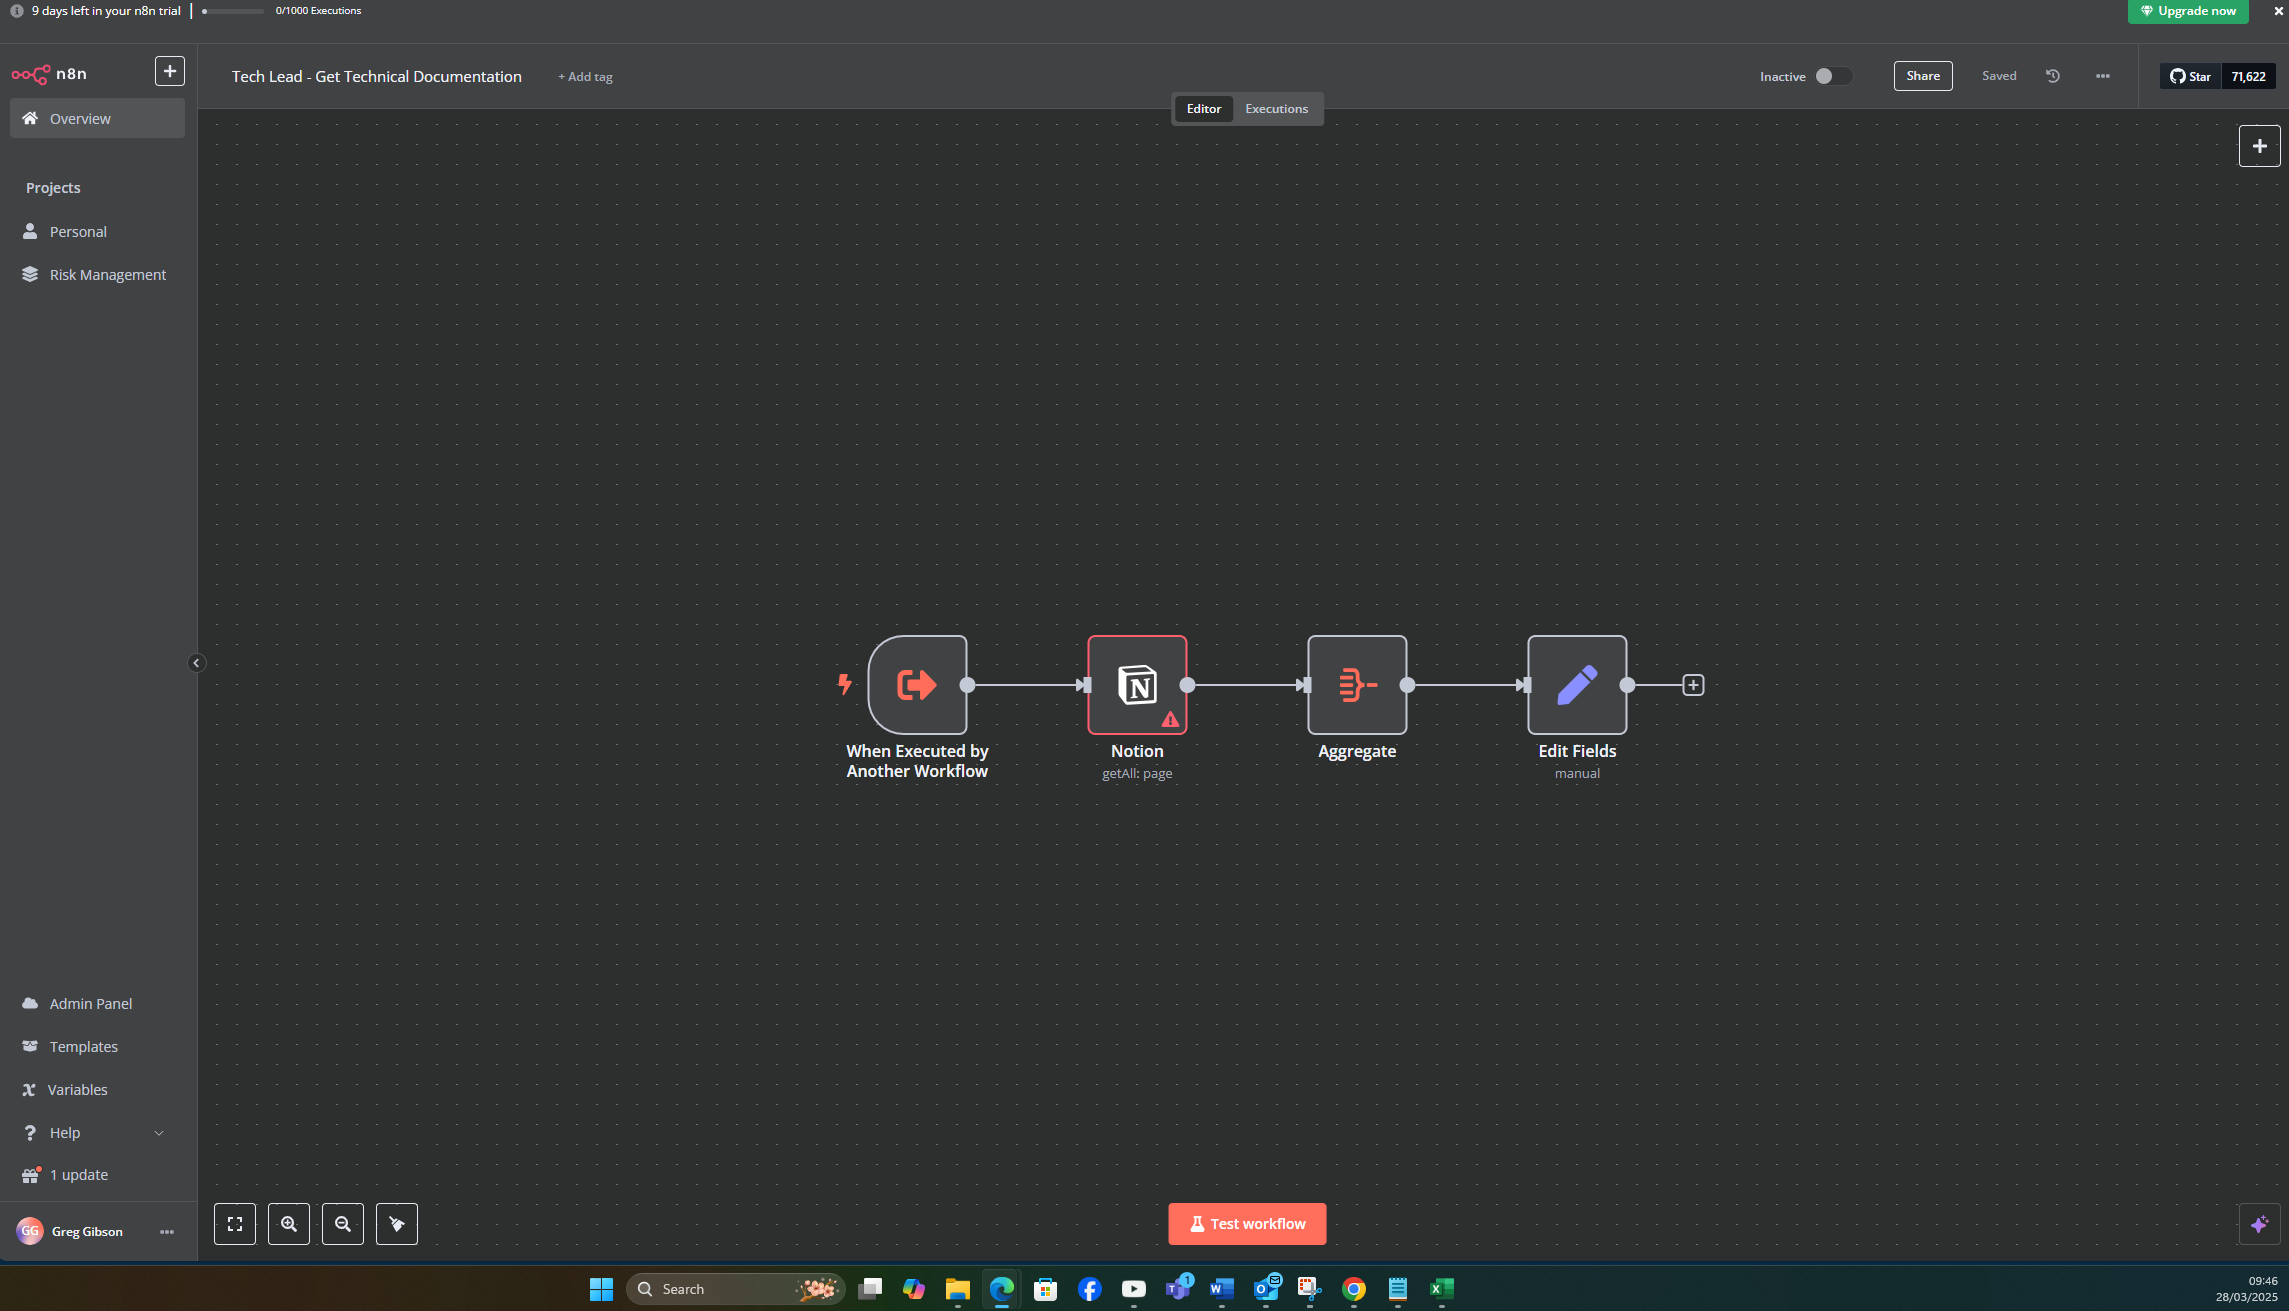 9 days left in your n8n trial
0/1000 Executions
Upgrade now
n8n
Tech Lead - Get Technical Documentation
+ Add tag
Inactive
Share
Saved
Star
71,622
Editor
Executions
Overview
Projects
Personal
Risk Management
When Executed by
Another Workflow
Notion
getAll: page
Aggregate
Edit Fields
manual
Admin Panel
Templates
Variables
Help
1 update
GG
Greg Gibson
Test workflow
Search
1
09:46
28/03/2025